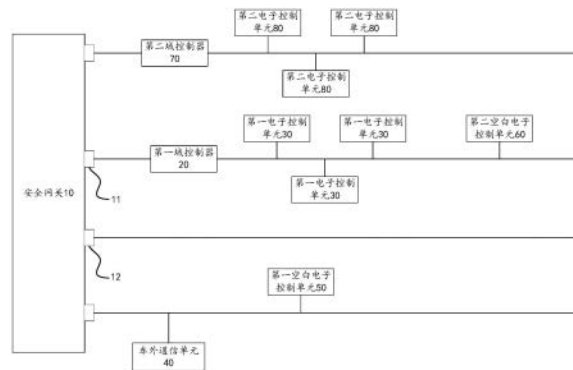 第二电子控制
单元80
第二电子控制
单元80
第二域控制器
70
第二电子控制
单元80
第一电子控制
单元30
第一电子控制
单元30
第二空白电子
控制单元60
第一域控制器
20
第一电子控制
单元30
安全网关10
11
12
第一空白电子
控制单元50
车外通信单元
40